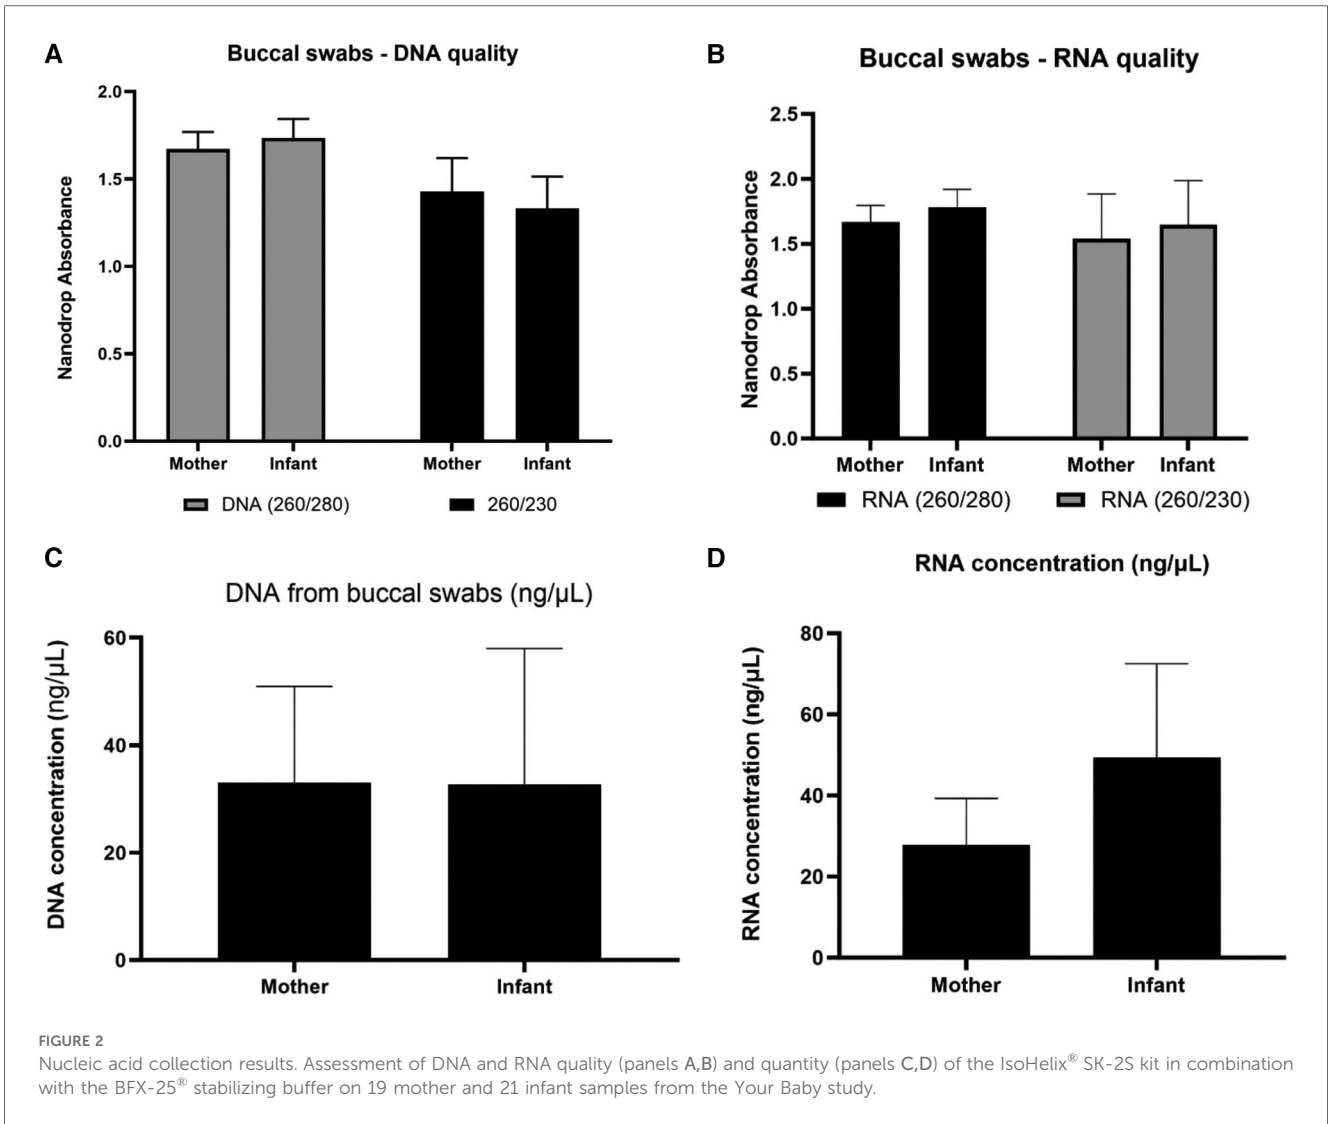 A
Buccal swabs - DNA quality
Nanodrop Absorbance
2.0
1.5
1.0
0.5
0.0
Mother Infant Mother Infant
DNA (260/280) 260/230
B
Buccal swabs - RNA quality
Nanodrop Absorbance
2.5
2.0
1.5
1.0
0.5
0.0
Mother Infant Mother Infant
RNA (260/280) RNA (260/230)
C
DNA from buccal swabs (ng/μL)
DNA concentration (ng/μL)
60
40
20
0
Mother Infant
D
RNA concentration (ng/μL)
RNA concentration (ng/μL)
80
60
40
20
0
Mother Infant
FIGURE 2
Nucleic acid collection results. Assessment of DNA and RNA quality (panels A,B) and quantity (panels C,D) of the IsoHelix® SK-2S kit in combination
with the BFX-25® stabilizing buffer on 19 mother and 21 infant samples from the Your Baby study.